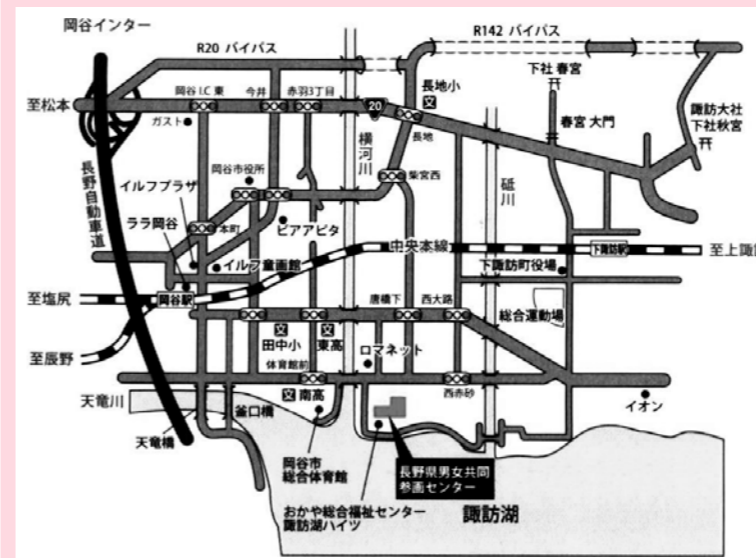 岡谷インター
R20 バイパス
R142 バイパス
下社 春宮
岡谷 I.C 東
今井
赤羽3丁目
長地小
文
至松本
20
ガスト
長地
春宮 大門
諏訪大社
下社秋宮
横河川
砥川
長野自動車道
岡谷市役所
柴宮西
イルフプラザ
ララ岡谷
本町
ピアアピタ
中央本線
下諏訪駅
至上諏
イルフ童画館
下諏訪町役場
至塩尻
岡谷駅
唐橋下
西大路
総合運動場
文
田中小
文
東高
ロマネット
至辰野
体育館前
天竜川
文
南高
西赤砂
イオン
釜口橋
天竜橋
岡谷市
総合体育館
長野県男女共同
参画センター
おかや総合福祉センター
諏訪湖ハイツ
諏訪湖